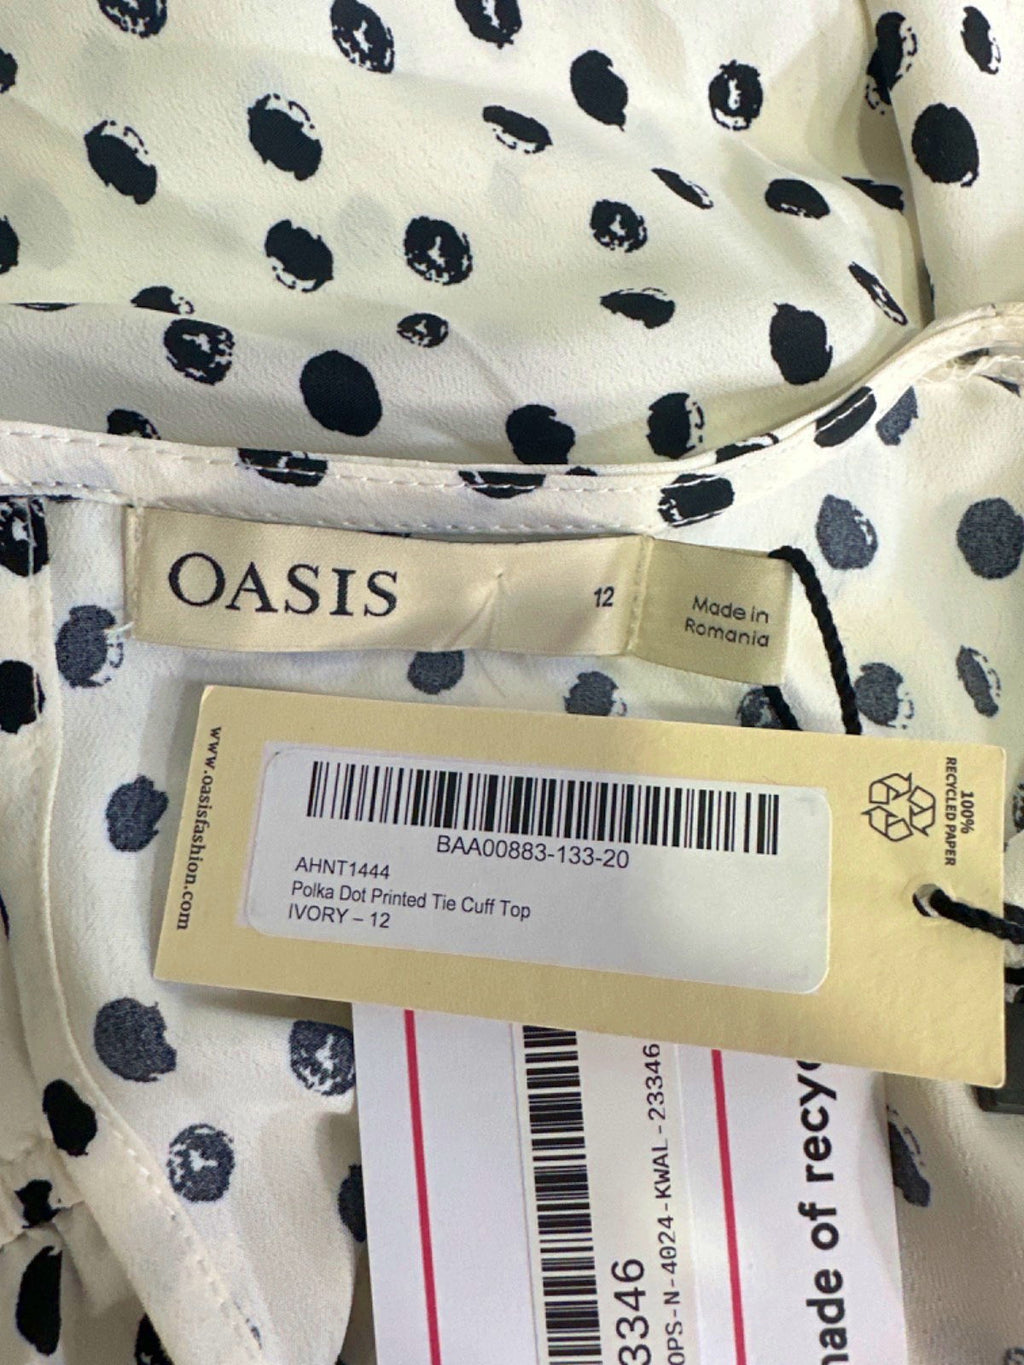 OASIS
12
Made in
Romania
www.oasisfashion.com
BAA00883-133-20
AHNT1444
Polka Dot Printed Tie Cuff Top
IVORY – 12
100%
RECYCLED PAPER
3346
OPS-N-4024-KWAL-23346
made of recyc